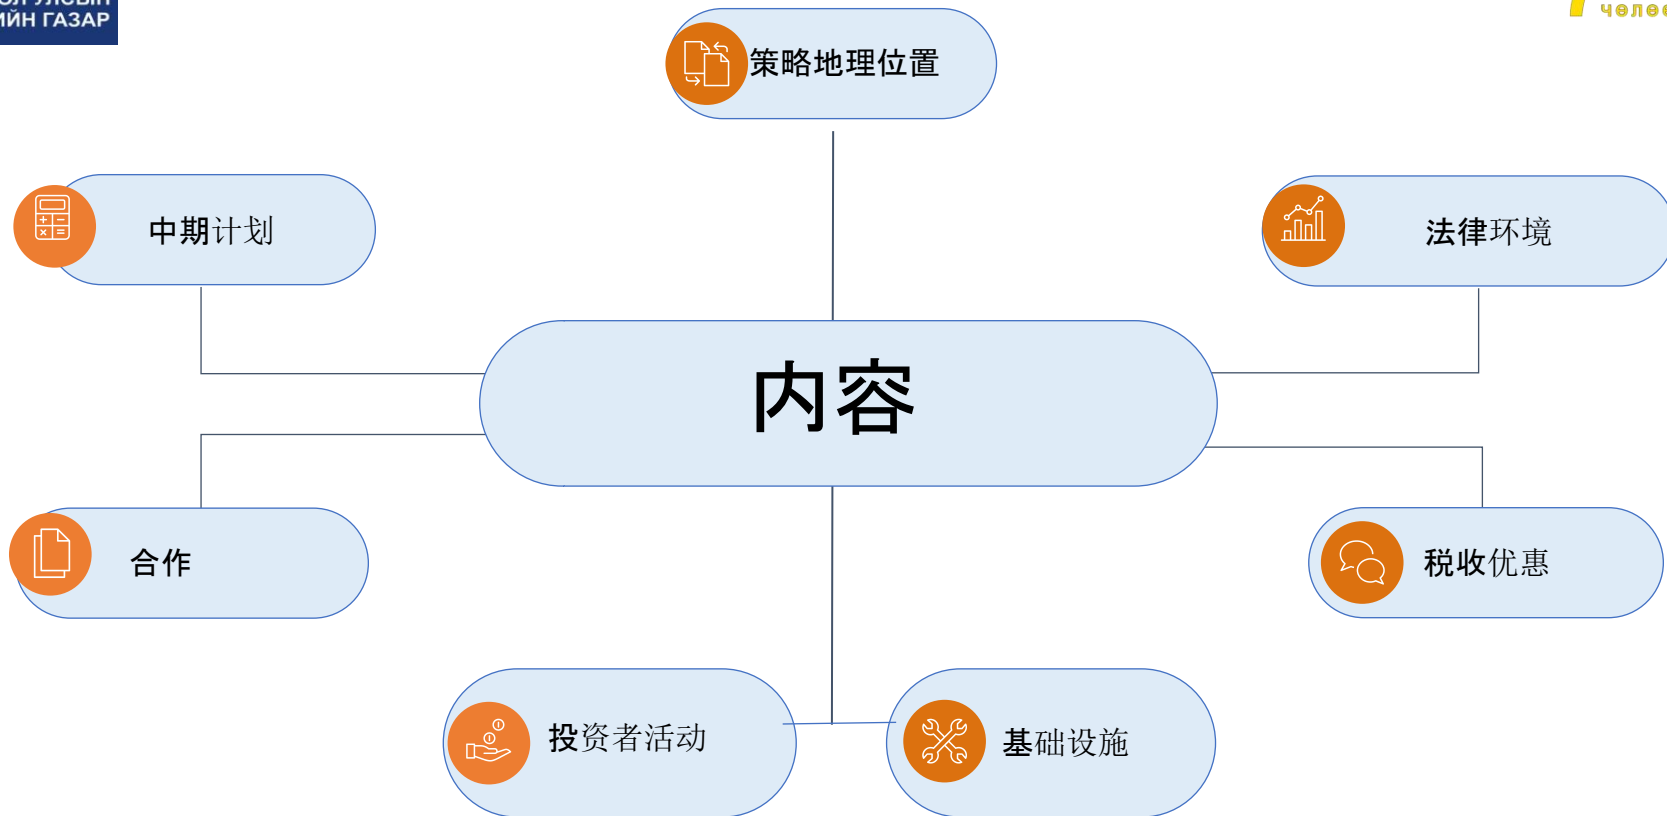 ИЙН ГАЗАР
策略地理位置
中期计划
法律环境
内容
合作
税收优惠
投资者活动
基础设施